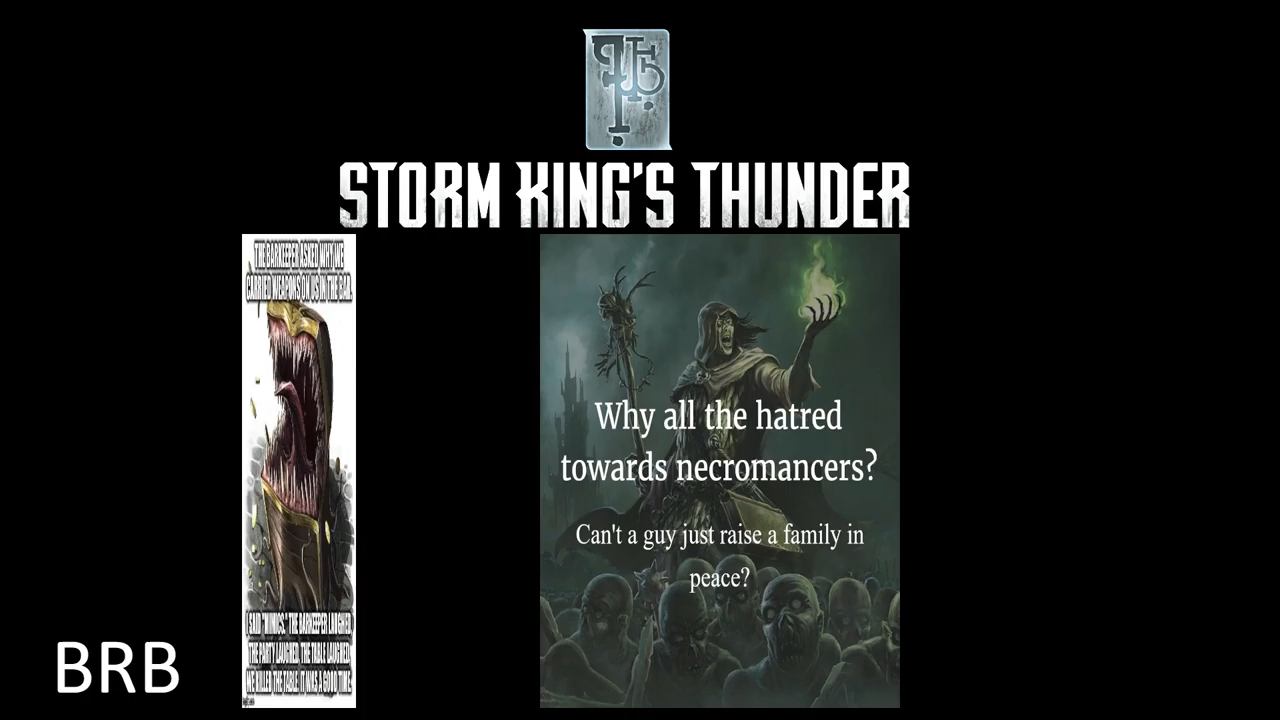 STORM KING'S THUNDER
THE BARKEEPER ASKED WHY WE
CARRIED WEAPONS ON US IN THE BAR.
I SAID "MIMICS." THE BARKEEPER LAUGHED,
THE PARTY LAUGHED, THE TABLE LAUGHED,
WE KILLED THE TABLE. IT WAS A GOOD TIME.
Why all the hatred
towards necromancers?
Can't a guy just raise a family in
peace?
BRB